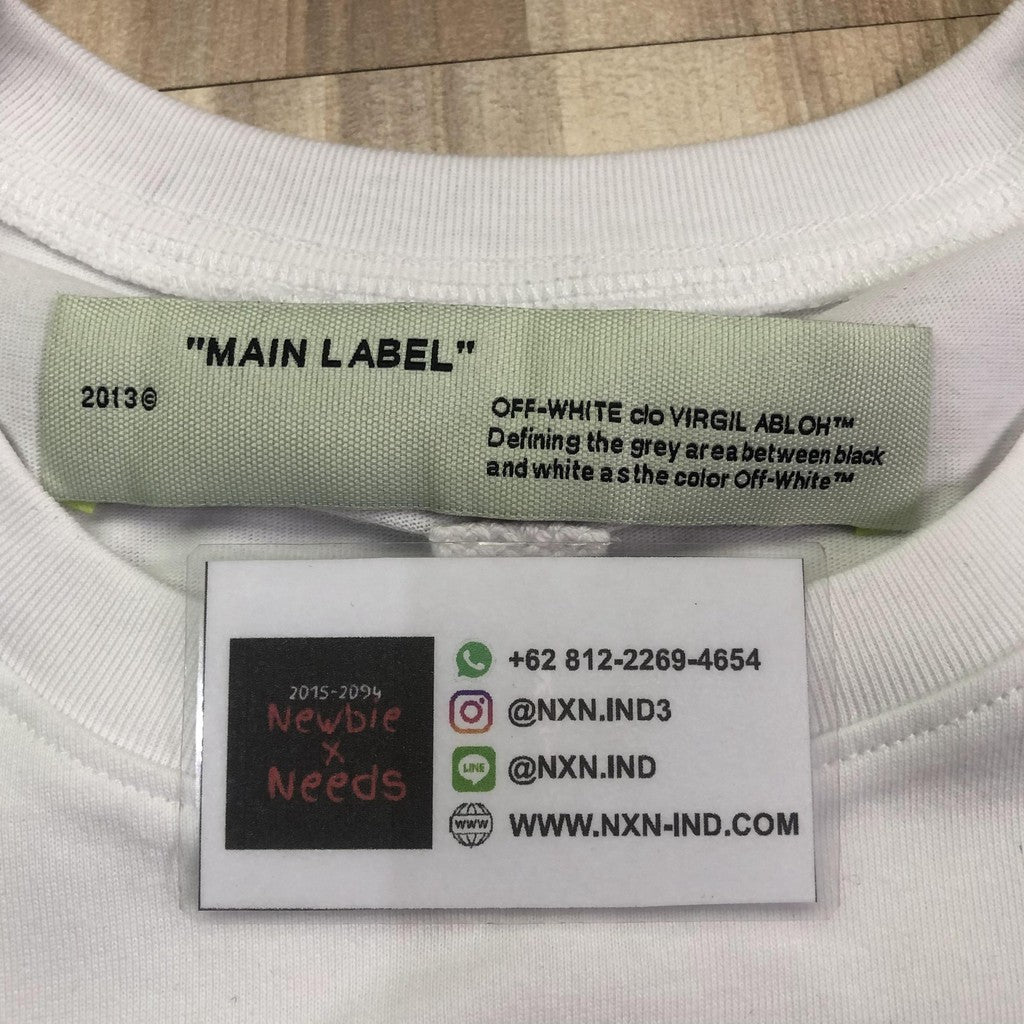 "MAIN LABEL"
2013©
OFF-WHITE c/o VIRGIL ABLOH™
Defining the grey area between black
and white as the color Off-White™
2015-2094
Newbie
x
Needs
+62 812-2269-4654
@NXN.IND3
LINE
@NXN.IND
WWW
WWW.NXN-IND.COM